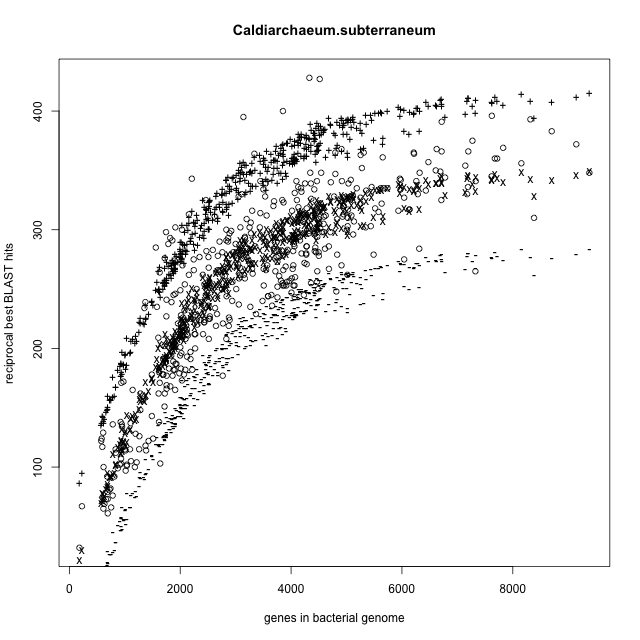 Caldiarchaeum.subterraneum
reciprocal best BLAST hits
400
300
200
100
0 2000 4000 6000 8000
genes in bacterial genome